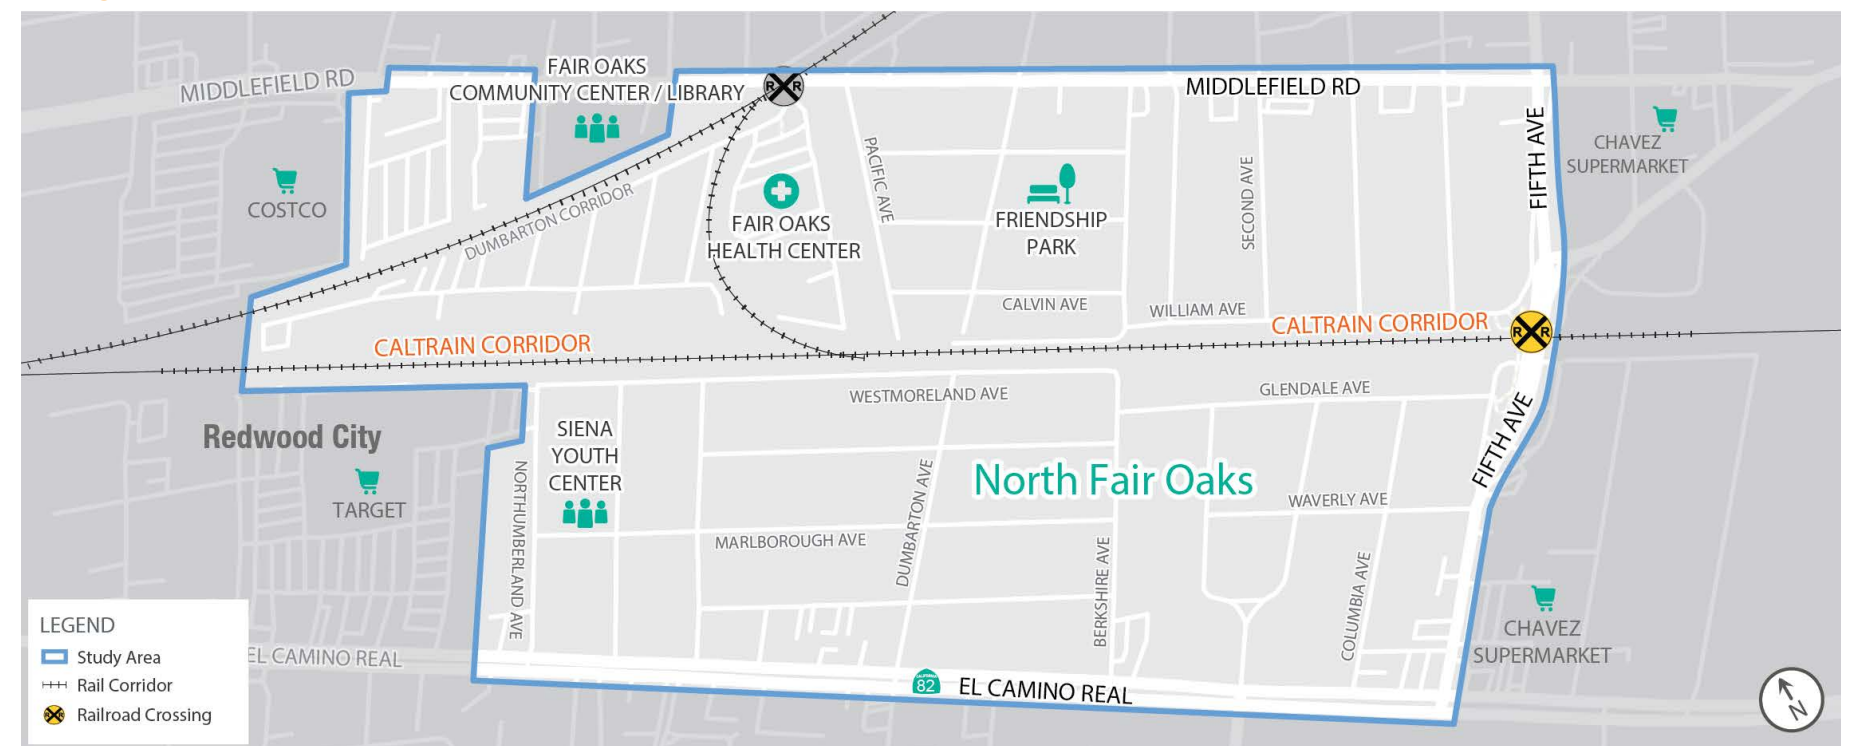 MIDDLEFIELD RD
FAIR OAKS
COMMUNITY CENTER / LIBRARY
R R
MIDDLEFIELD RD
FIFTH AVE
CHAVEZ
SUPERMARKET
COSTCO
DUMBARTON CORRIDOR
FAIR OAKS
HEALTH CENTER
PACIFIC AVE
FRIENDSHIP
PARK
SECOND AVE
CALVIN AVE
WILLIAM AVE
CALTRAIN CORRIDOR
CALTRAIN CORRIDOR
R R
WESTMORELAND AVE
GLENDALE AVE
FIFTH AVE
Redwood City
TARGET
SIENA
YOUTH
CENTER
NORTHUMBERLAND AVE
North Fair Oaks
DUMBARTON AVE
WAVERLY AVE
MARLBOROUGH AVE
BERKSHIRE AVE
COLUMBIA AVE
CHAVEZ
SUPERMARKET
EL CAMINO REAL
82
EL CAMINO REAL
LEGEND
Study Area
Rail Corridor
Railroad Crossing
N